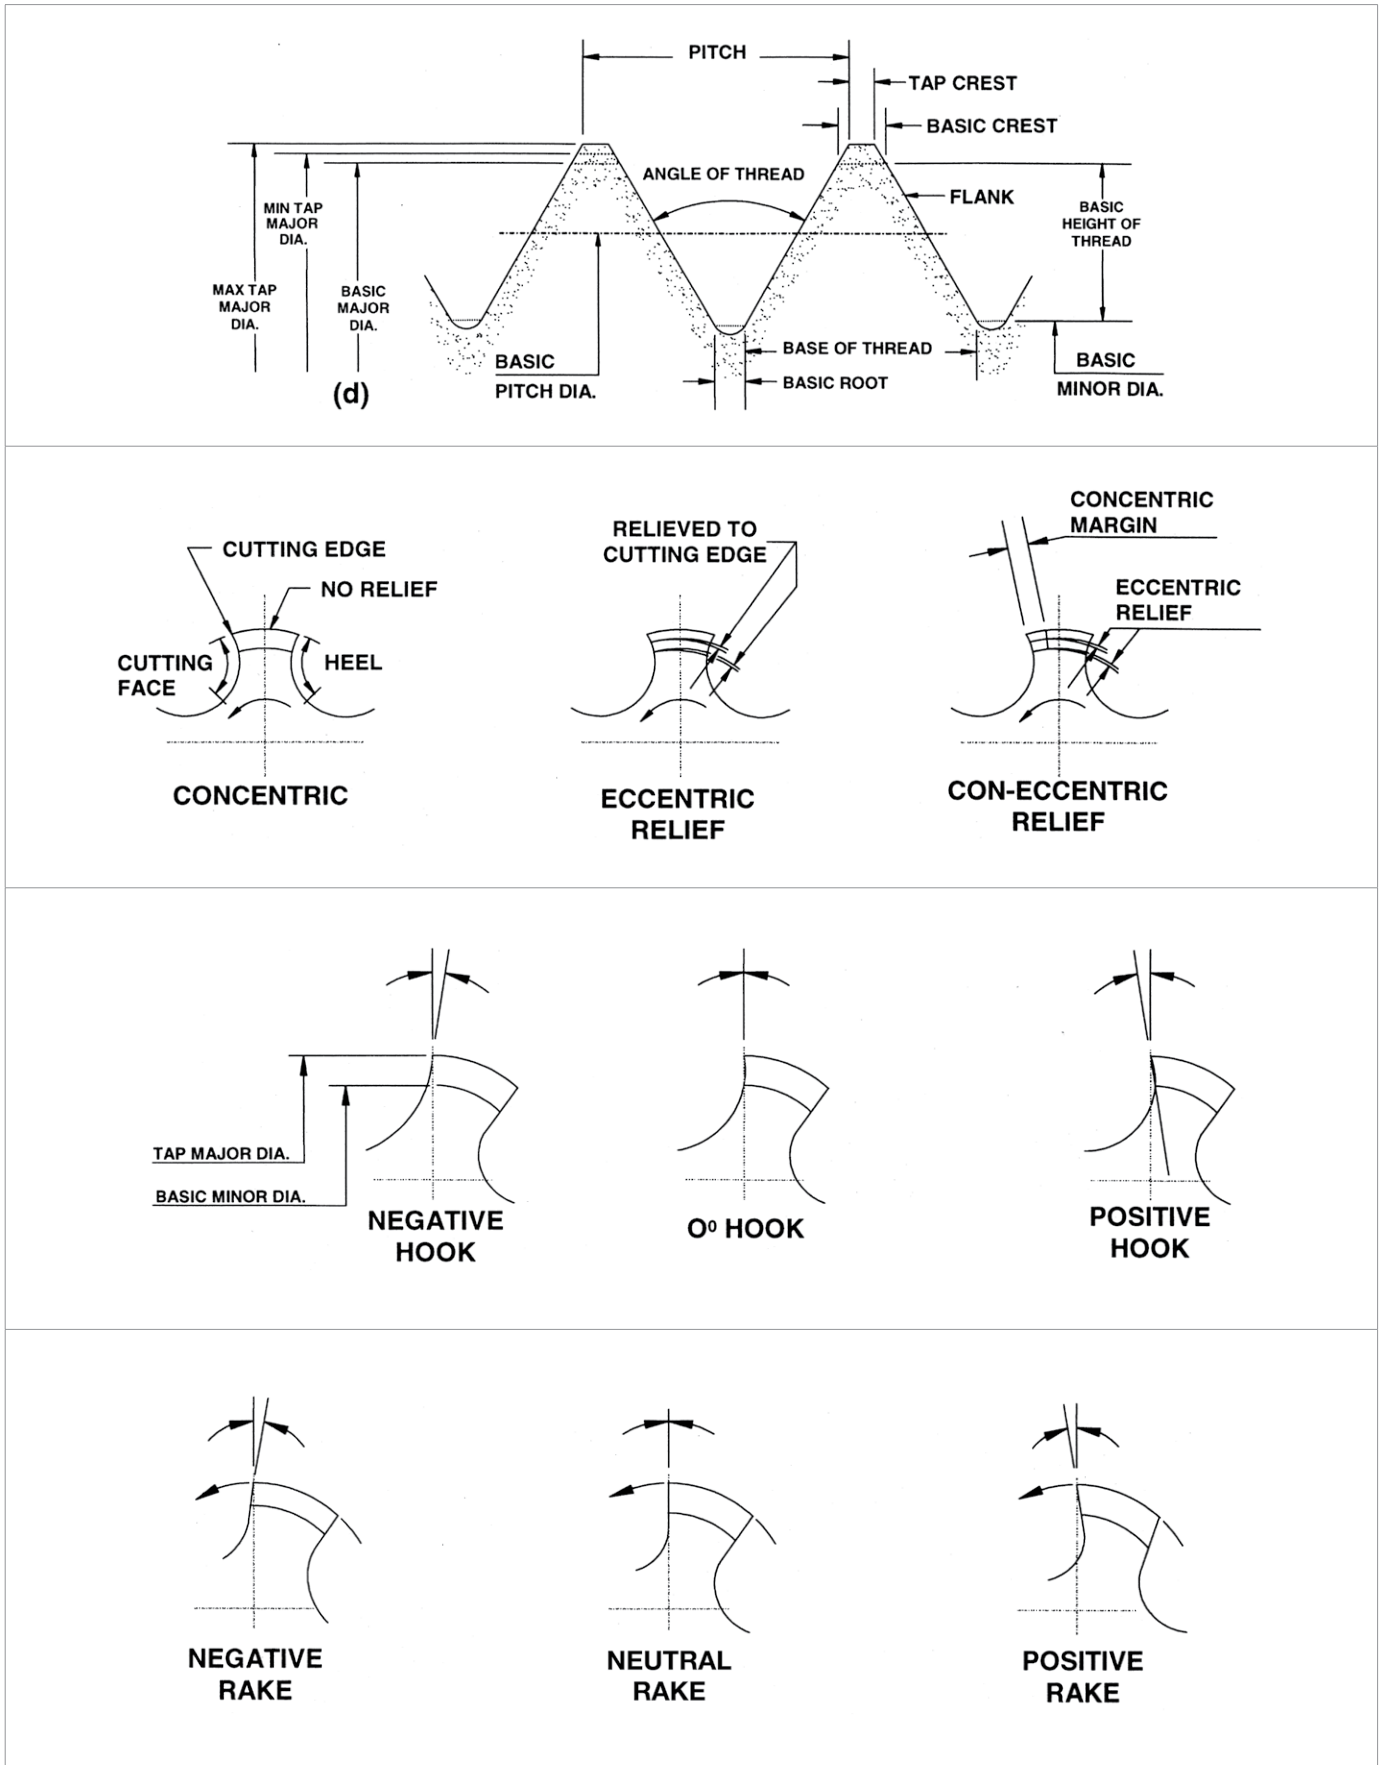 PITCH
TAP CREST
BASIC CREST
ANGLE OF THREAD
FLANK
MIN TAP
MAJOR
DIA.
BASIC
HEIGHT OF
THREAD
MAX TAP
MAJOR
DIA.
BASIC
MAJOR
DIA.
BASIC
PITCH DIA.
BASE OF THREAD
BASIC ROOT
BASIC
MINOR DIA.
(d)
CUTTING EDGE
NO RELIEF
CUTTING
FACE
HEEL
CONCENTRIC
RELIEVED TO
CUTTING EDGE
ECCENTRIC
RELIEF
CONCENTRIC
MARGIN
ECCENTRIC
RELIEF
CON-ECCENTRIC
RELIEF
TAP MAJOR DIA.
BASIC MINOR DIA.
NEGATIVE
HOOK
O⁰ HOOK
POSITIVE
HOOK
NEGATIVE
RAKE
NEUTRAL
RAKE
POSITIVE
RAKE